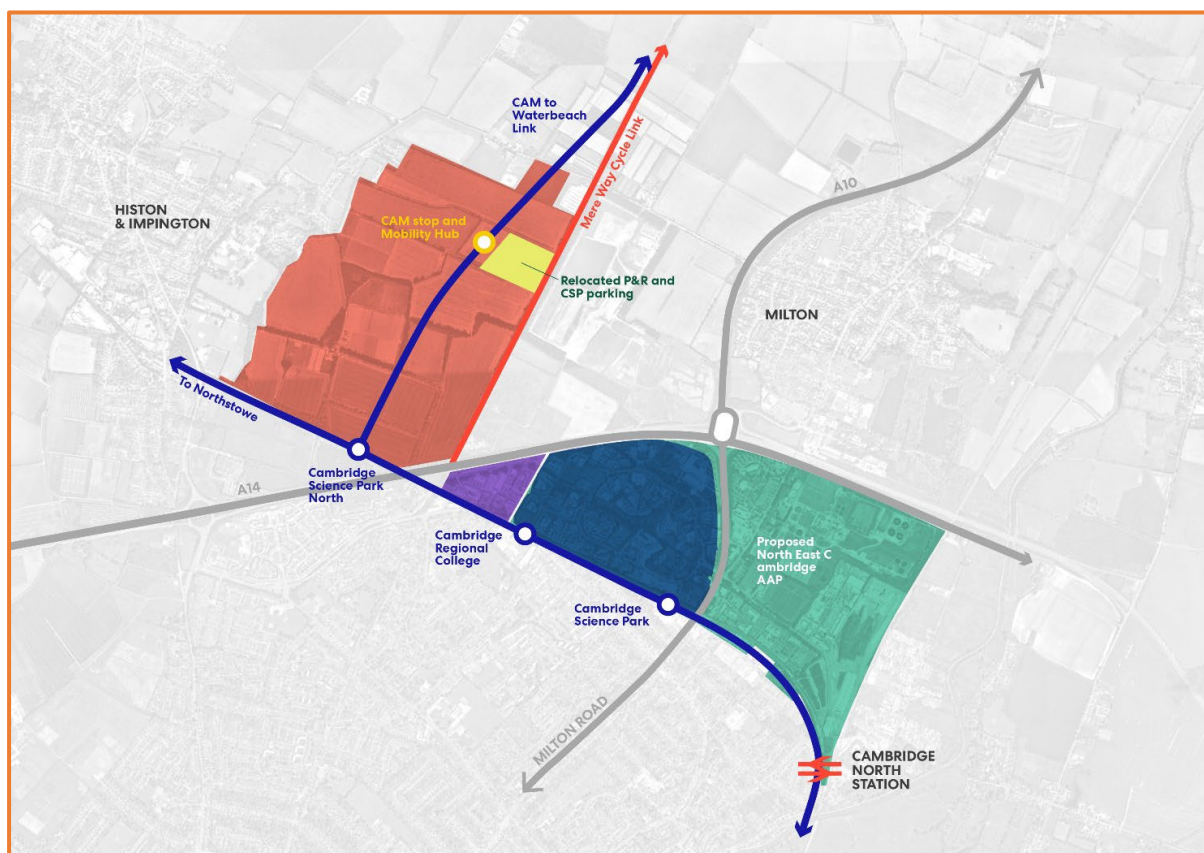 CAM to
Waterbeach
Link
Mere Way Cycle Link
A10
HISTON
& IMPINGTON
CAM stop and
Mobility Hub
Relocated P&R and
CSP parking
MILTON
To Northstowe
Cambridge
Science Park
North
A14
Cambridge
Regional
College
Proposed
North East C
ambridge
AAP
Cambridge
Science Park
MILTON ROAD
CAMBRIDGE
NORTH
STATION